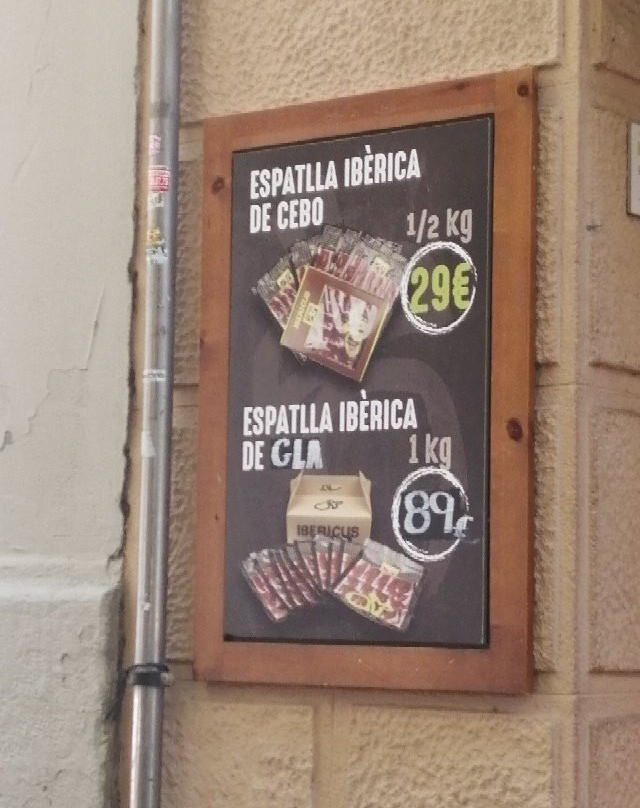 ESPATLLA IBÈRICA
DE CEBO
1/2 Kg
29€
ESPATLLA IBÈRICA
DE GLA
1 kg
89€
IBERICUS